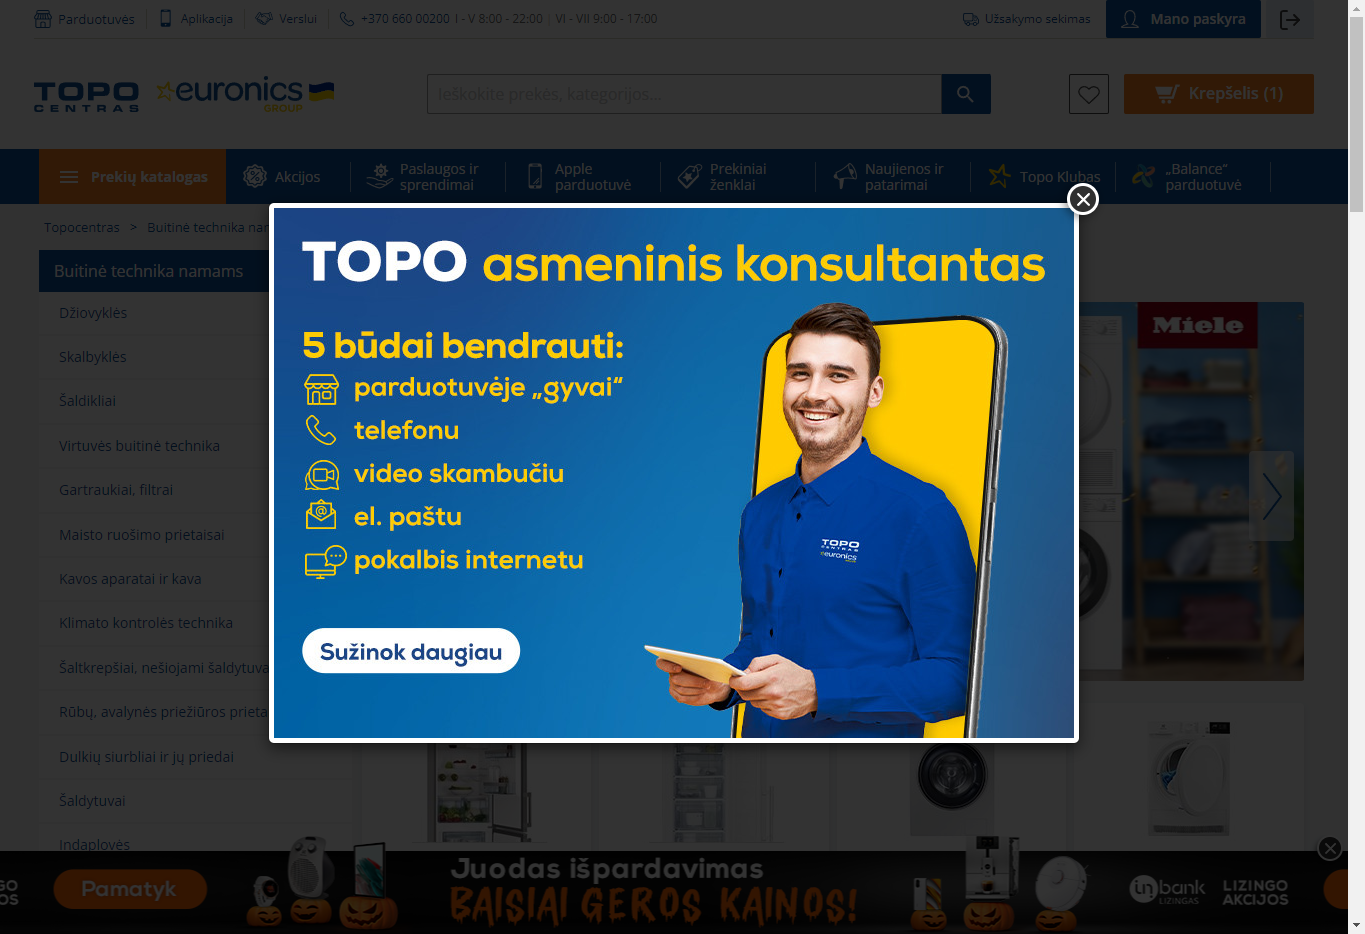 Parduotuvės
Aplikacija
Verslui
+370 660 00200 I - V 8:00 - 22:00 | VI - VII 9:00 - 17:00
Užsakymo sekimas
Mano paskyra
TOPO
CENTRAS
euronics
GROUP
Ieškokite prekės, kategorijos...
Krepšelis (1)
Prekių katalogas
Akcijos
Paslaugos ir
sprendimai
Apple
parduotuvė
Prekiniai
ženklai
Naujienos ir
patarimai
Topo Klubas
„Balance“
parduotuvė
Topocentras > Buitinė technika
Buitinė technika namams
Džiovyklės
Skalbyklės
Šaldikliai
Virtuvės buitinė technika
Gartraukiai, filtrai
Maisto ruošimo prietaisai
Kavos aparatai ir kava
Klimato kontrolės technika
Šaltkrepšiai, nešiojami šaldytuva
Rūbų, avalynės priežiūros prieta
Dulkių siurbliai ir jų priedai
Šaldytuvai
Indaplovės
TOPO asmeninis konsultantas
5 būdai bendrauti:
parduotuvėje „gyvai“
telefonu
video skambučiu
el. paštu
pokalbis internetu
Sužinok daugiau
TOPO
CENTRAS
euronics
Miele
Pamatyk
Juodas išpardavimas
BAISIAI GEROS KAINOS!
inbank
LIZINGAS
LIZINGO
AKCIJOS